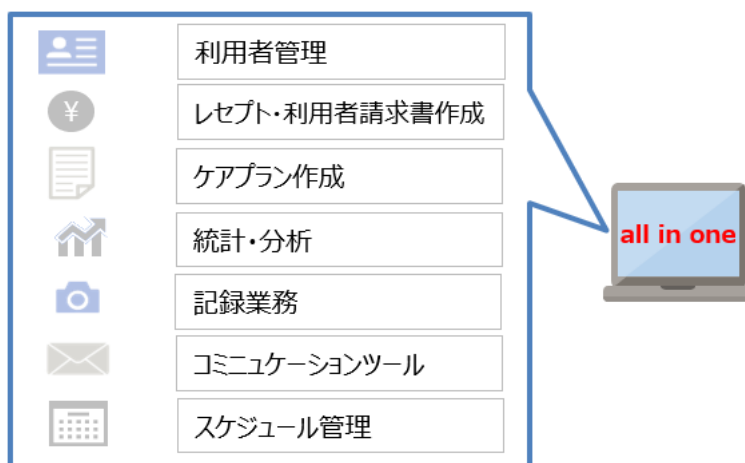 利用者管理
¥
レセプト・利用者請求書作成
ケアプラン作成
統計・分析
all in one
記録業務
コミニュケーションツール
スケジュール管理